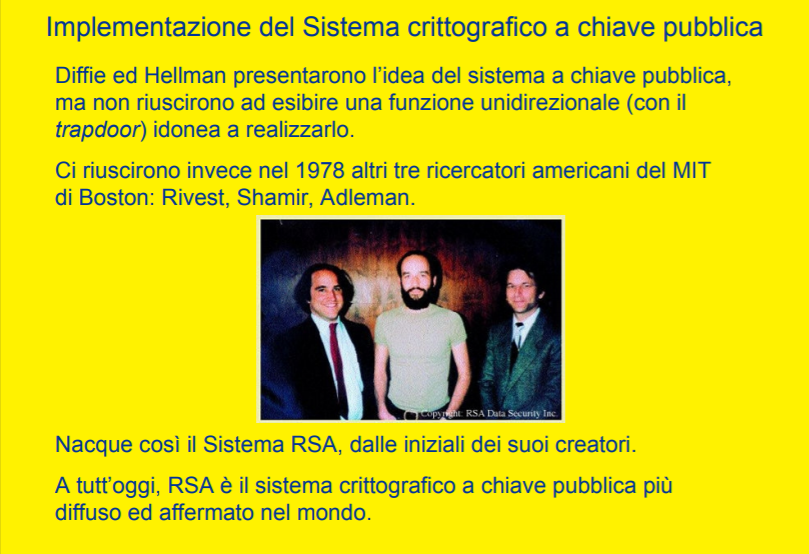 Implementazione del Sistema crittografico a chiave pubblica
Diffie ed Hellman presentarono l'idea del sistema a chiave pubblica,
ma non riuscirono ad esibire una funzione unidirezionale (con il
trapdoor) idonea a realizzarlo.
Ci riuscirono invece nel 1978 altri tre ricercatori americani del MIT
di Boston: Rivest, Shamir, Adleman.
Copyright: RSA Data Security Inc.
Nacque così il Sistema RSA, dalle iniziali dei suoi creatori.
A tutt'oggi, RSA è il sistema crittografico a chiave pubblica più
diffuso ed affermato nel mondo.